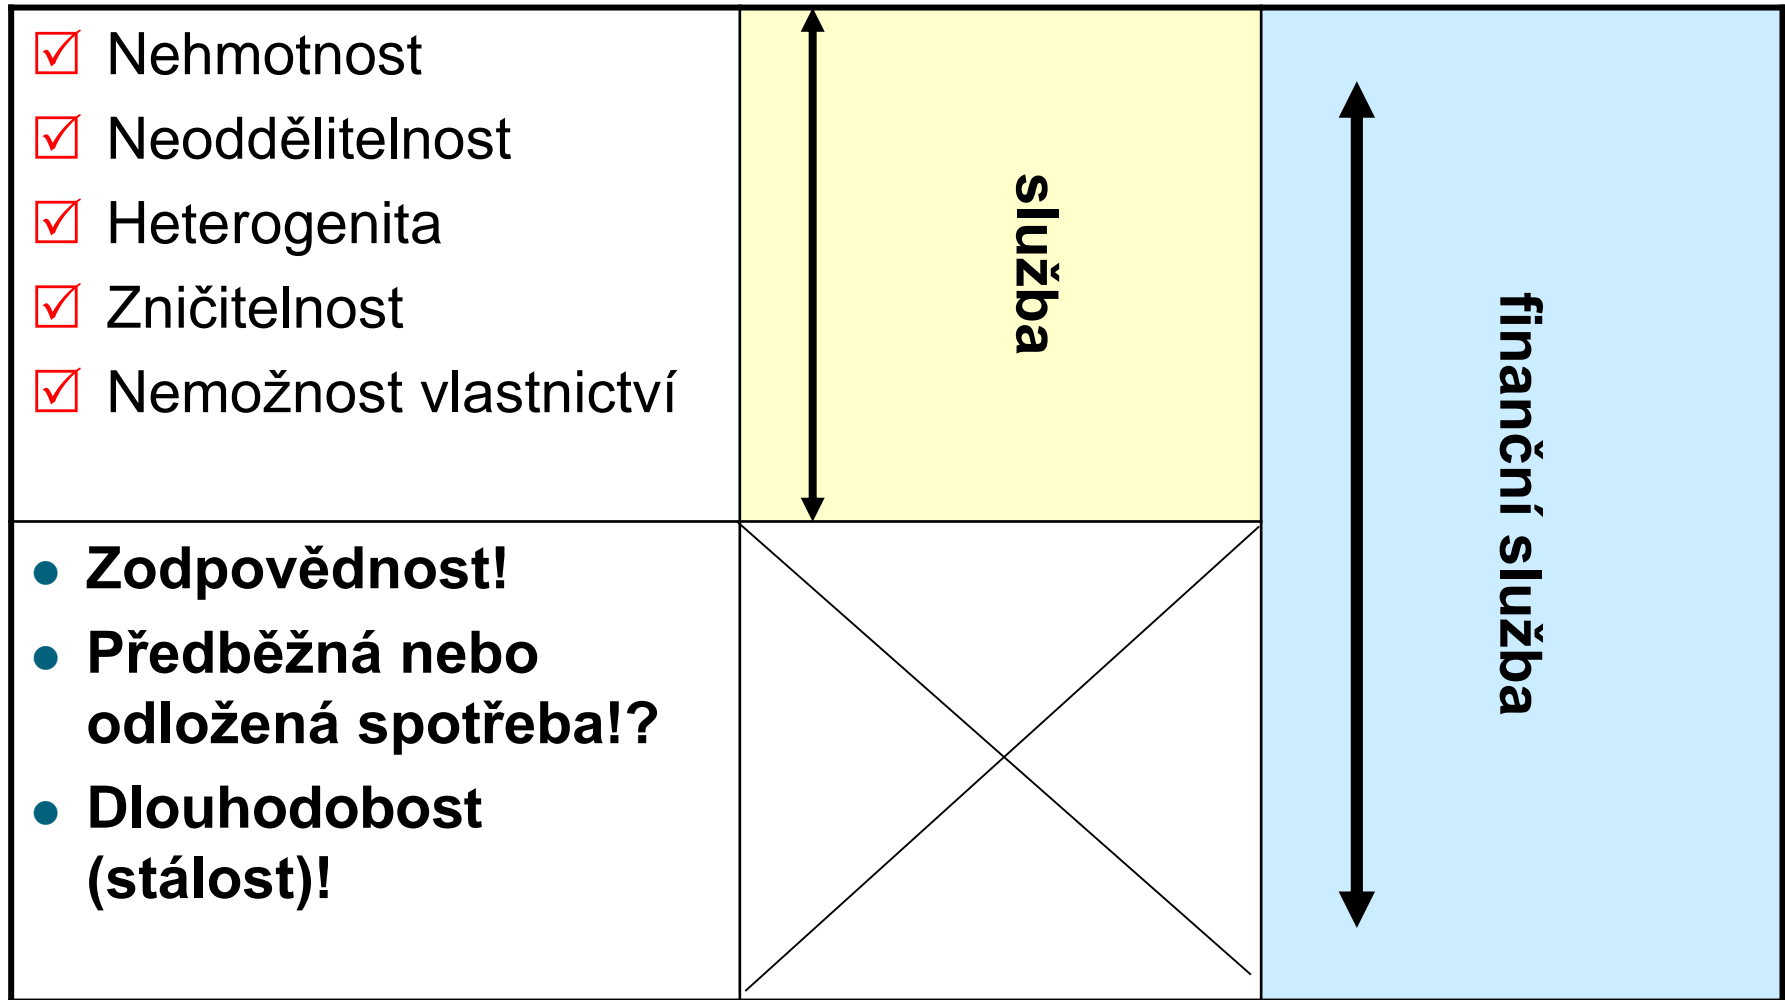 Nehmotnost
Neoddělitelnost
Heterogenita
Zničitelnost
Nemožnost vlastnictví
služba
finanční služba
Zodpovědnost!
Předběžná nebo
odložená spotřeba!?
Dlouhodobost
(stálost)!